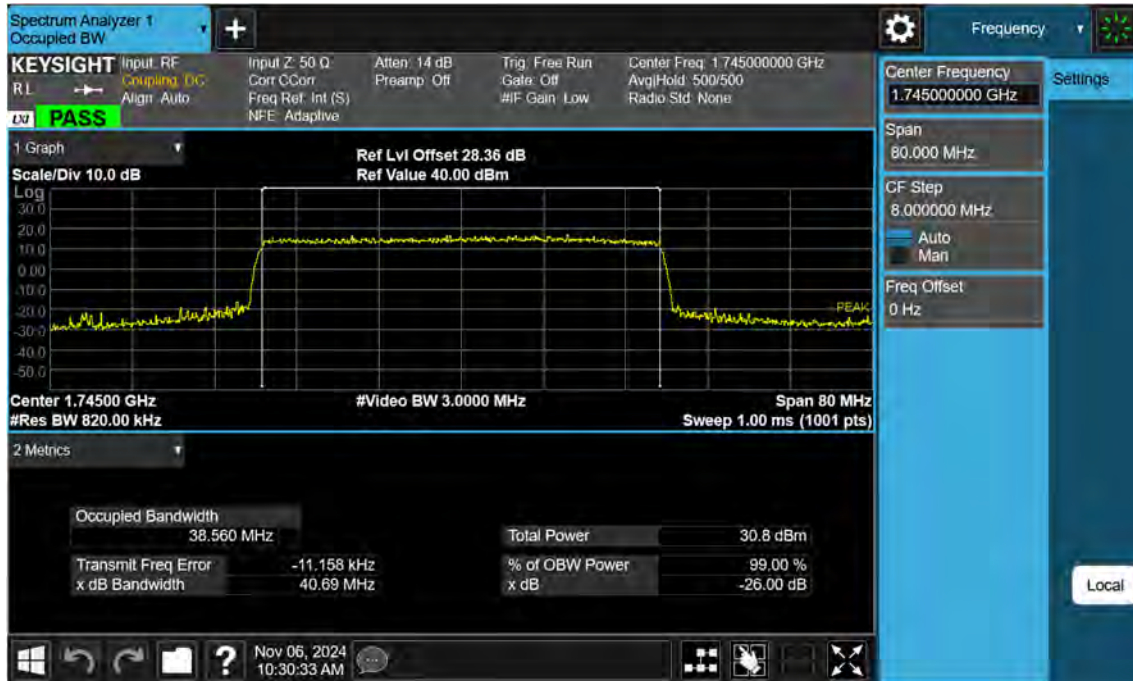 Spectrum Analyzer 1
Occupied BW
+
Frequency
KEYSIGHT
RL
LXI PASS
Input: RF
Coupling: DC
Align: Auto
Input Z: 50 Ω
Corr CCorr
Freq Ref: Int (S)
NFE: Adaptive
Atten: 14 dB
Preamp: Off
Trig: Free Run
Gate: Off
#IF Gain: Low
Center Freq: 1.745000000 GHz
Avg|Hold: 500/500
Radio Std: None
1 Graph
Scale/Div 10.0 dB
Ref Lvl Offset 28.36 dB
Ref Value 40.00 dBm
Log
30.0
20.0
10.0
0.00
-10.0
-20.0
-30.0
-40.0
-50.0
PEAK
Center 1.74500 GHz
#Video BW 3.0000 MHz
Span 80 MHz
#Res BW 820.00 kHz
Sweep 1.00 ms (1001 pts)
2 Metrics
Occupied Bandwidth
38.560 MHz
Total Power 30.8 dBm
Transmit Freq Error -11.158 kHz
% of OBW Power 99.00 %
x dB Bandwidth 40.69 MHz
x dB -26.00 dB
Center Frequency
1.745000000 GHz
Settings
Span
80.000 MHz
CF Step
8.000000 MHz
Auto
Man
Freq Offset
0 Hz
Local
?
Nov 06, 2024
10:30:33 AM